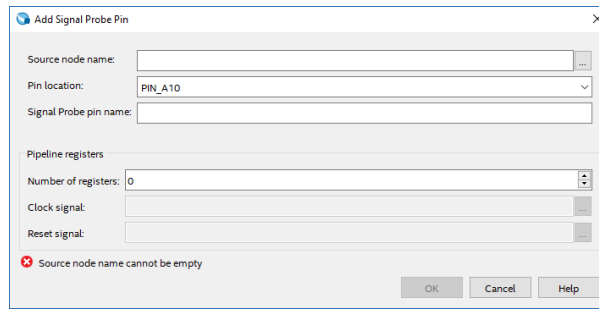 Add Signal Probe Pin
Source node name:
...
Pin location:
PIN_A10
Signal Probe pin name:
Pipeline registers
Number of registers:
0
Clock signal:
...
Reset signal:
...
Source node name cannot be empty
OK
Cancel
Help